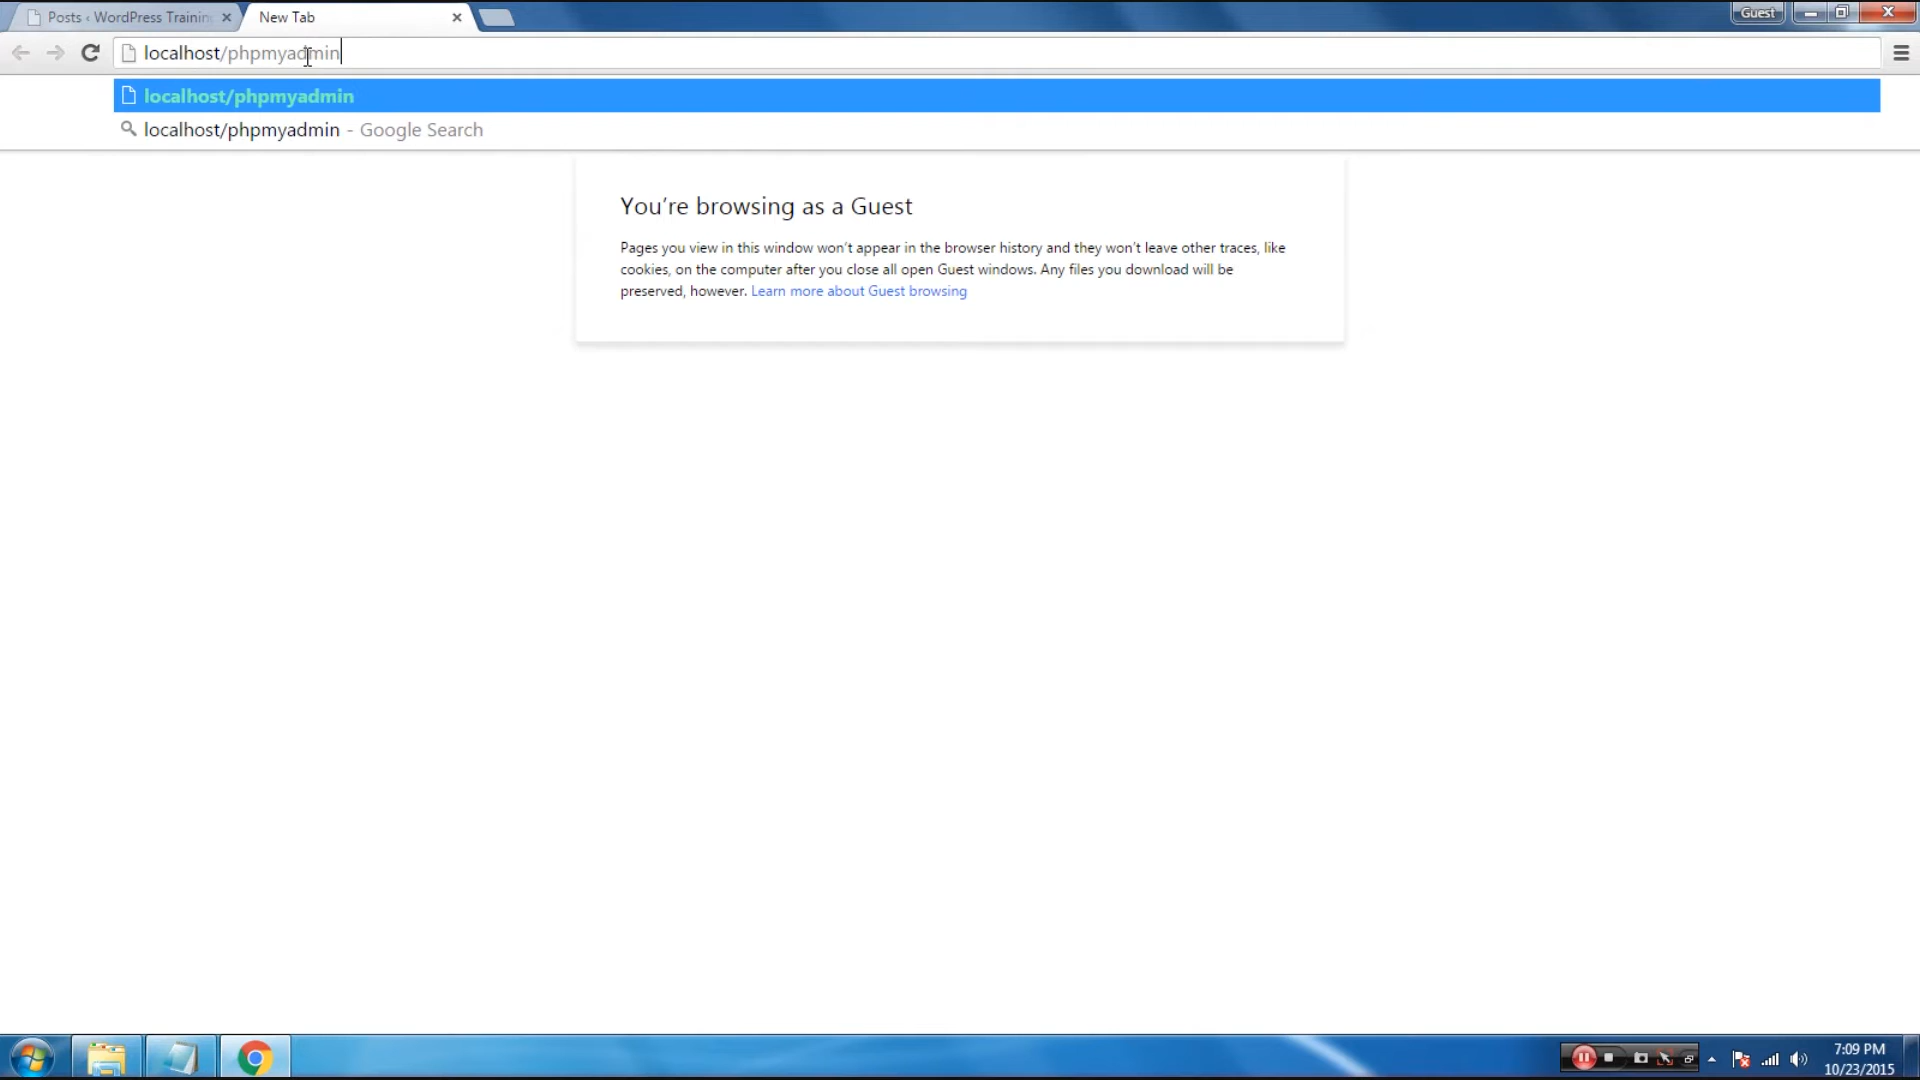 Posts ‹ WordPress Training
New Tab
Guest
localhost/phpmyadmin
localhost/phpmyadmin
localhost/phpmyadmin - Google Search
You're browsing as a Guest
Pages you view in this window won't appear in the browser history and they won't leave other traces, like
cookies, on the computer after you close all open Guest windows. Any files you download will be
preserved, however. Learn more about Guest browsing
7:09 PM
10/23/2015